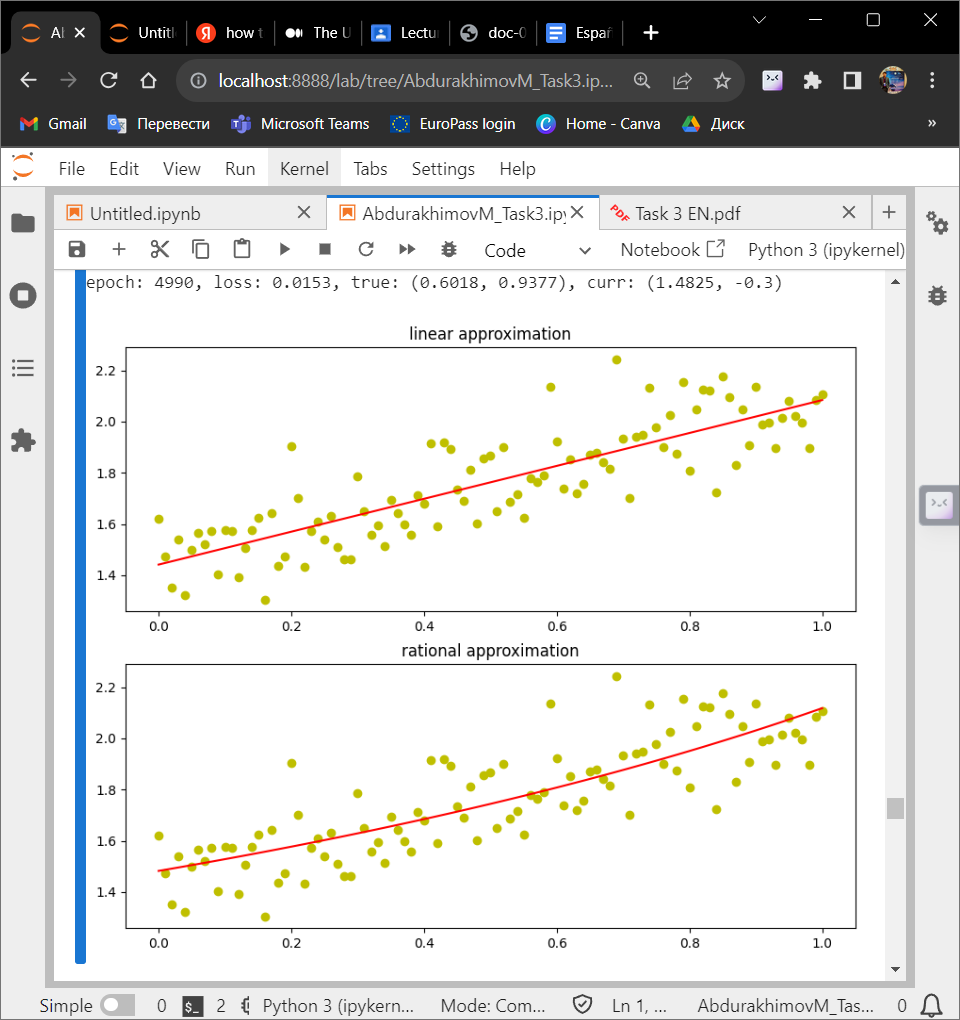 Al
Untitl
how t
The U
Lectu
doc-0
Españ
localhost:8888/lab/tree/AbdurakhimovM_Task3.ip...
Gmail
Перевести
Microsoft Teams
EuroPass login
Home - Canva
Диск
»
File Edit View Run Kernel Tabs Settings Help
Untitled.ipynb
AbdurakhimovM_Task3.ipy
PDF
Task 3 EN.pdf
Code
Notebook
Python 3 (ipykernel)
epoch: 4990, loss: 0.0153, true: (0.6018, 0.9377), curr: (1.4825, -0.3)
linear approximation
2.2
2.0
1.8
1.6
1.4
0.0 0.2 0.4 0.6 0.8 1.0
rational approximation
2.2
2.0
1.8
1.6
1.4
0.0 0.2 0.4 0.6 0.8 1.0
Simple 0 $_ 2 Python 3 (ipykern... Mode: Com... Ln 1, ... AbdurakhimovM_Tas... 0